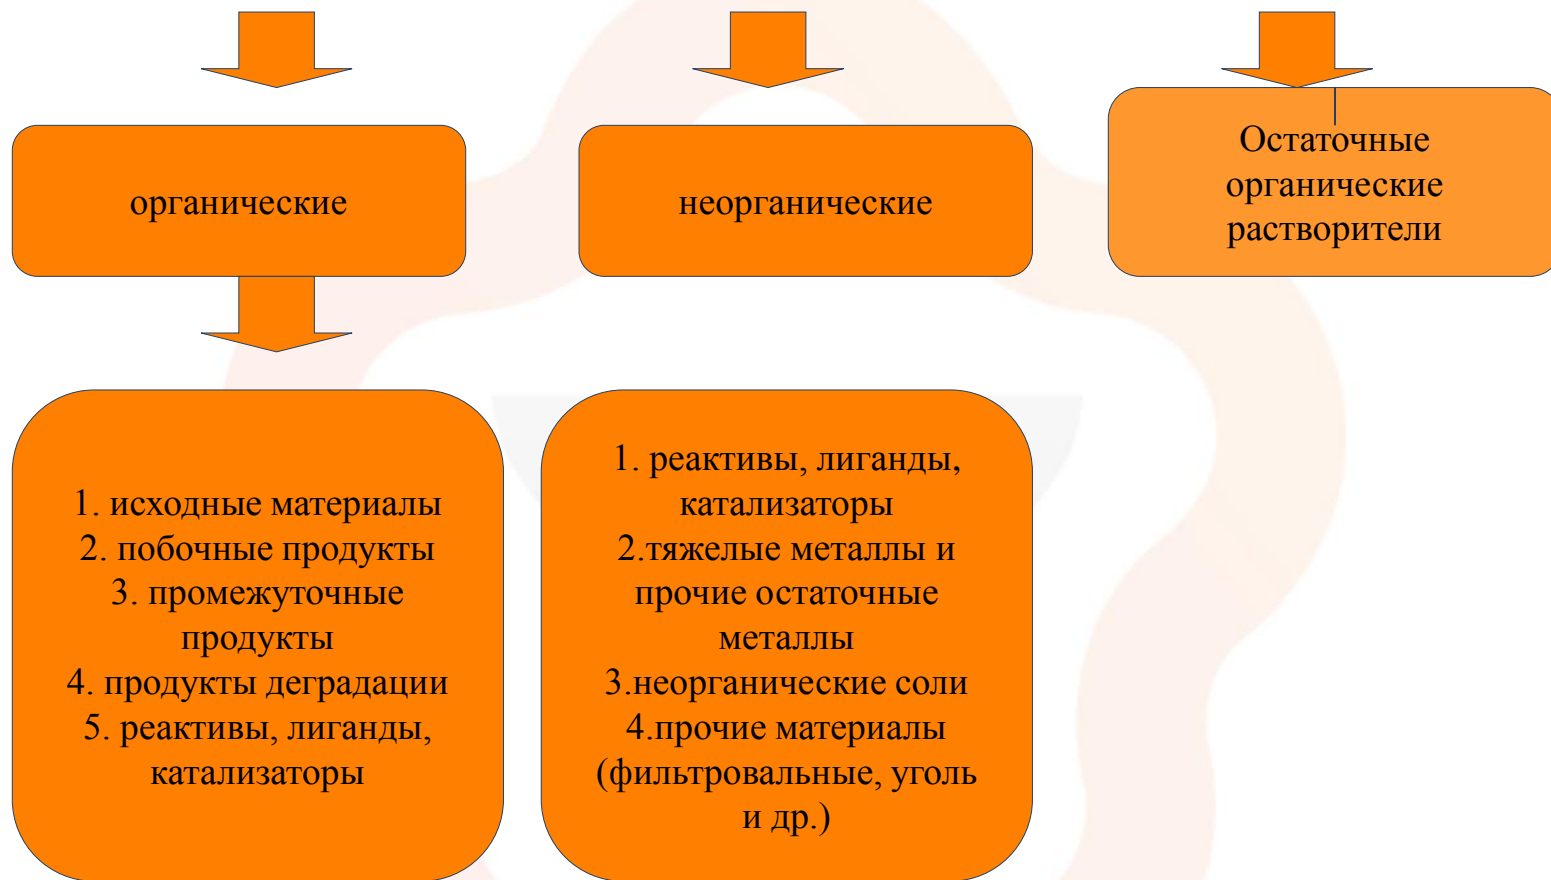 органические
неорганические
Остаточные
органические
растворители
1. исходные материалы
2. побочные продукты
3. промежуточные
продукты
4. продукты деградации
5. реактивы, лиганды,
катализаторы
1. реактивы, лиганды,
катализаторы
2.тяжелые металлы и
прочие остаточные
металлы
3.неорганические соли
4.прочие материалы
(фильтровальные, уголь
и др.)